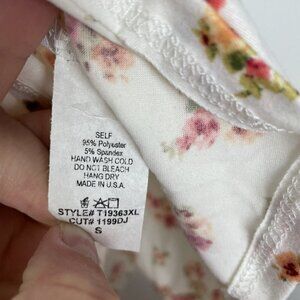 SELF
95% Polyester
5% Spandex
HAND WASH COLD
DO NOT BLEACH
HANG DRY
MADE IN U.S.A.
STYLE# T19363XL
CUT# 1199DJ
S